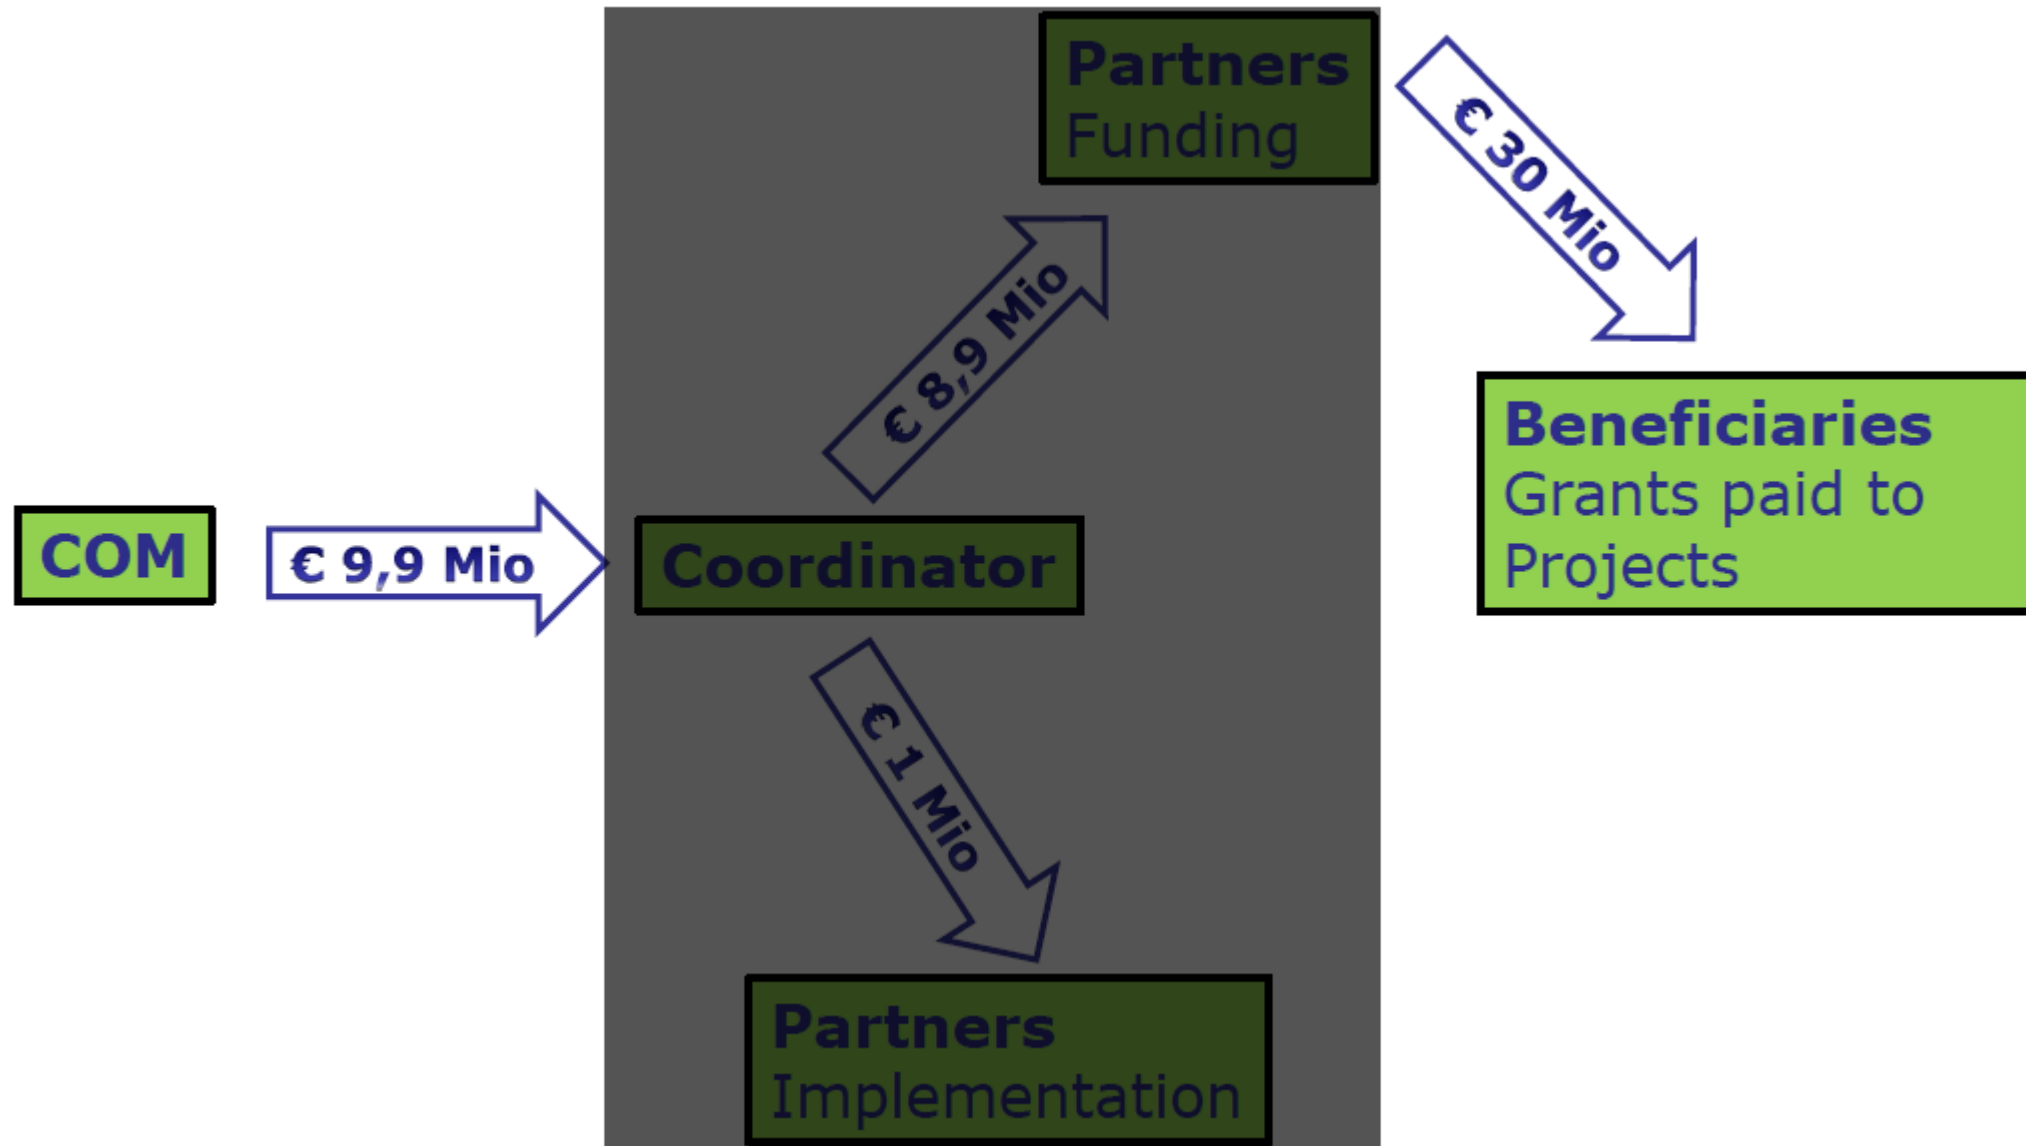 Partners
Funding
€ 30 Mio
€ 8,9 Mio
Beneficiaries
Grants paid to
Projects
COM
€ 9,9 Mio
Coordinator
€ 1 Mio
Partners
Implementation